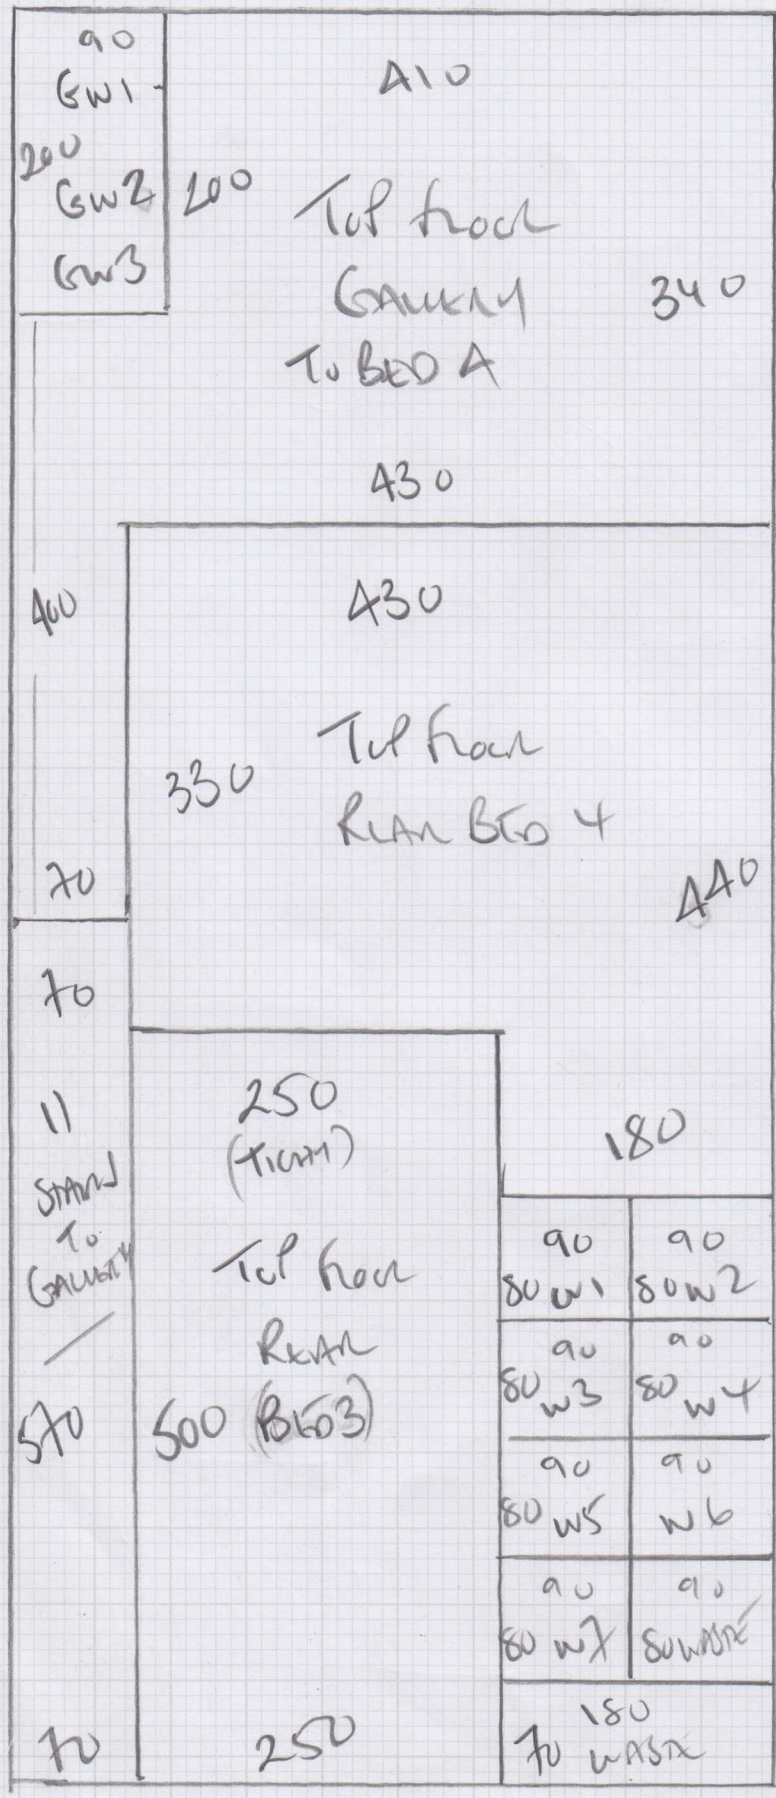 90
GW1
410
200
GW2
200
GW3
Top Floor
GALLERY
340
To BED 4
430
400
430
330
Top Floor
REAR BED 4
70
440
70
11
STAIRS
To
GALLERY
250
(TIGHT)
180
Top Floor
REAR
(BED3)
570
500
90
80 W1
90
80 W2
90
80 W3
90
80 W4
90
80 W5
90
W6
90
80 W7
90
80 WASTE
70
250
180
70 WASTE